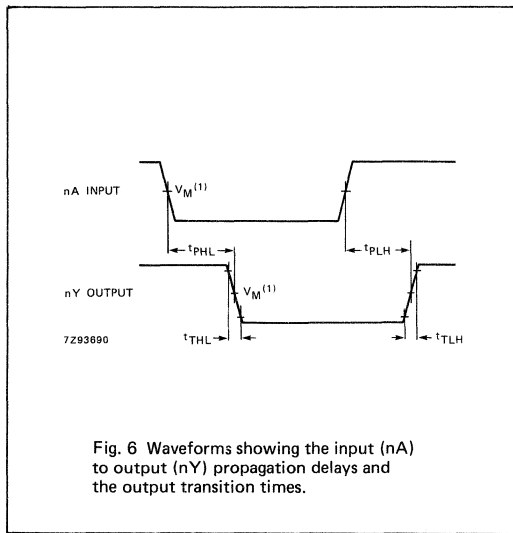 nA INPUT
V_M(1)
t_PHL
t_PLH
nY OUTPUT
V_M(1)
7Z93690
t_THL
t_TLH
Fig. 6 Waveforms showing the input (nA)
to output (nY) propagation delays and
the output transition times.